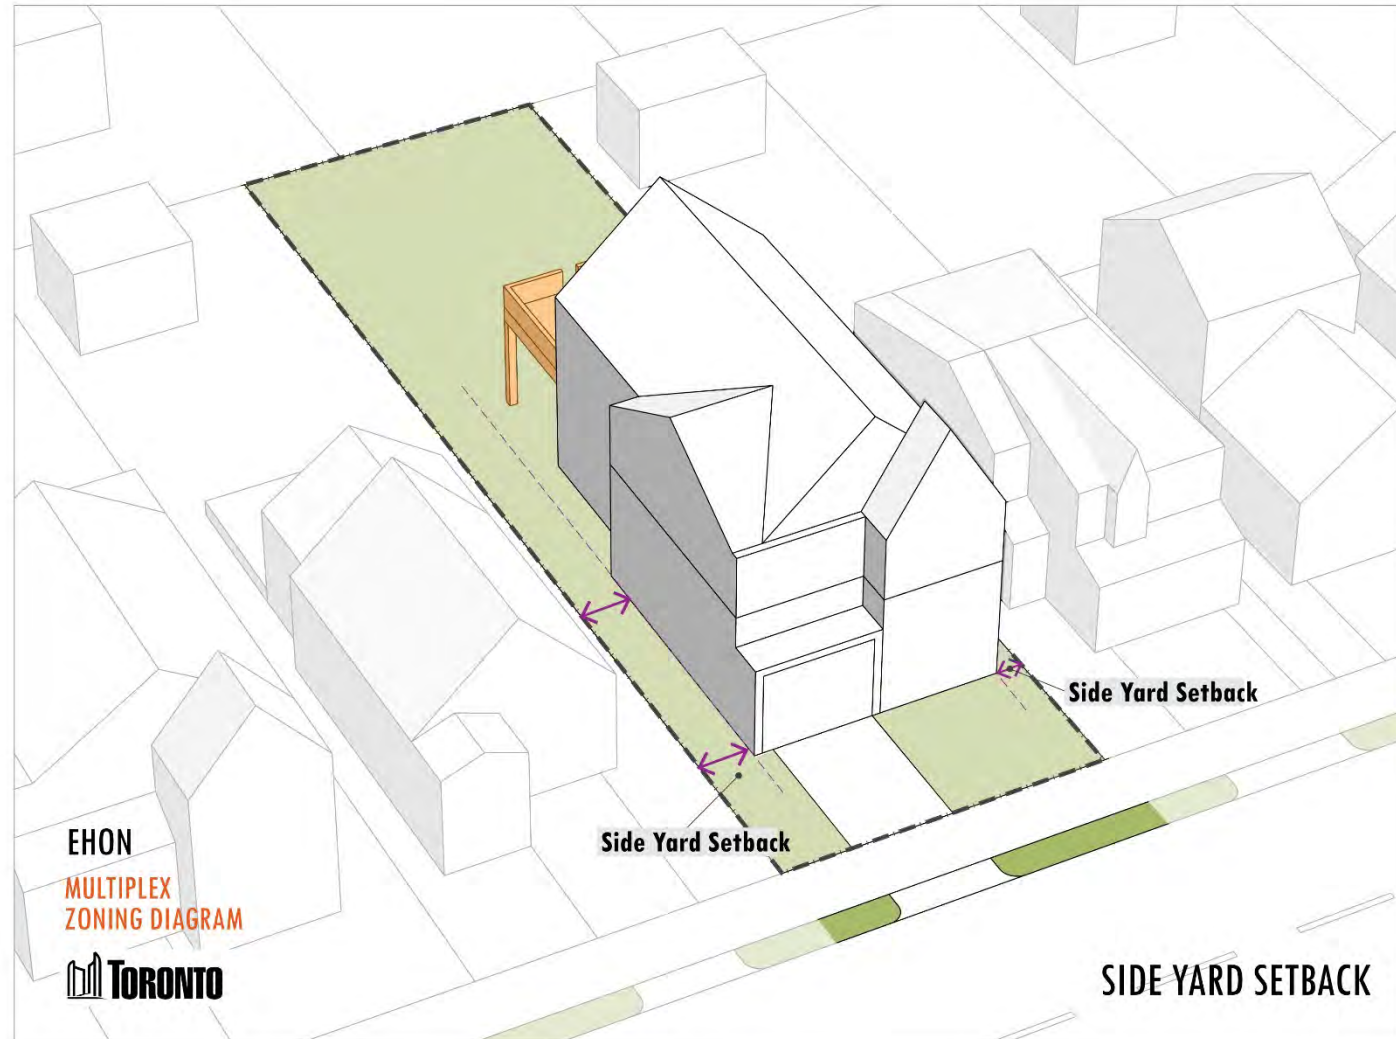 Side Yard Setback
Side Yard Setback
EHON
MULTIPLEX
ZONING DIAGRAM
TORONTO
SIDE YARD SETBACK